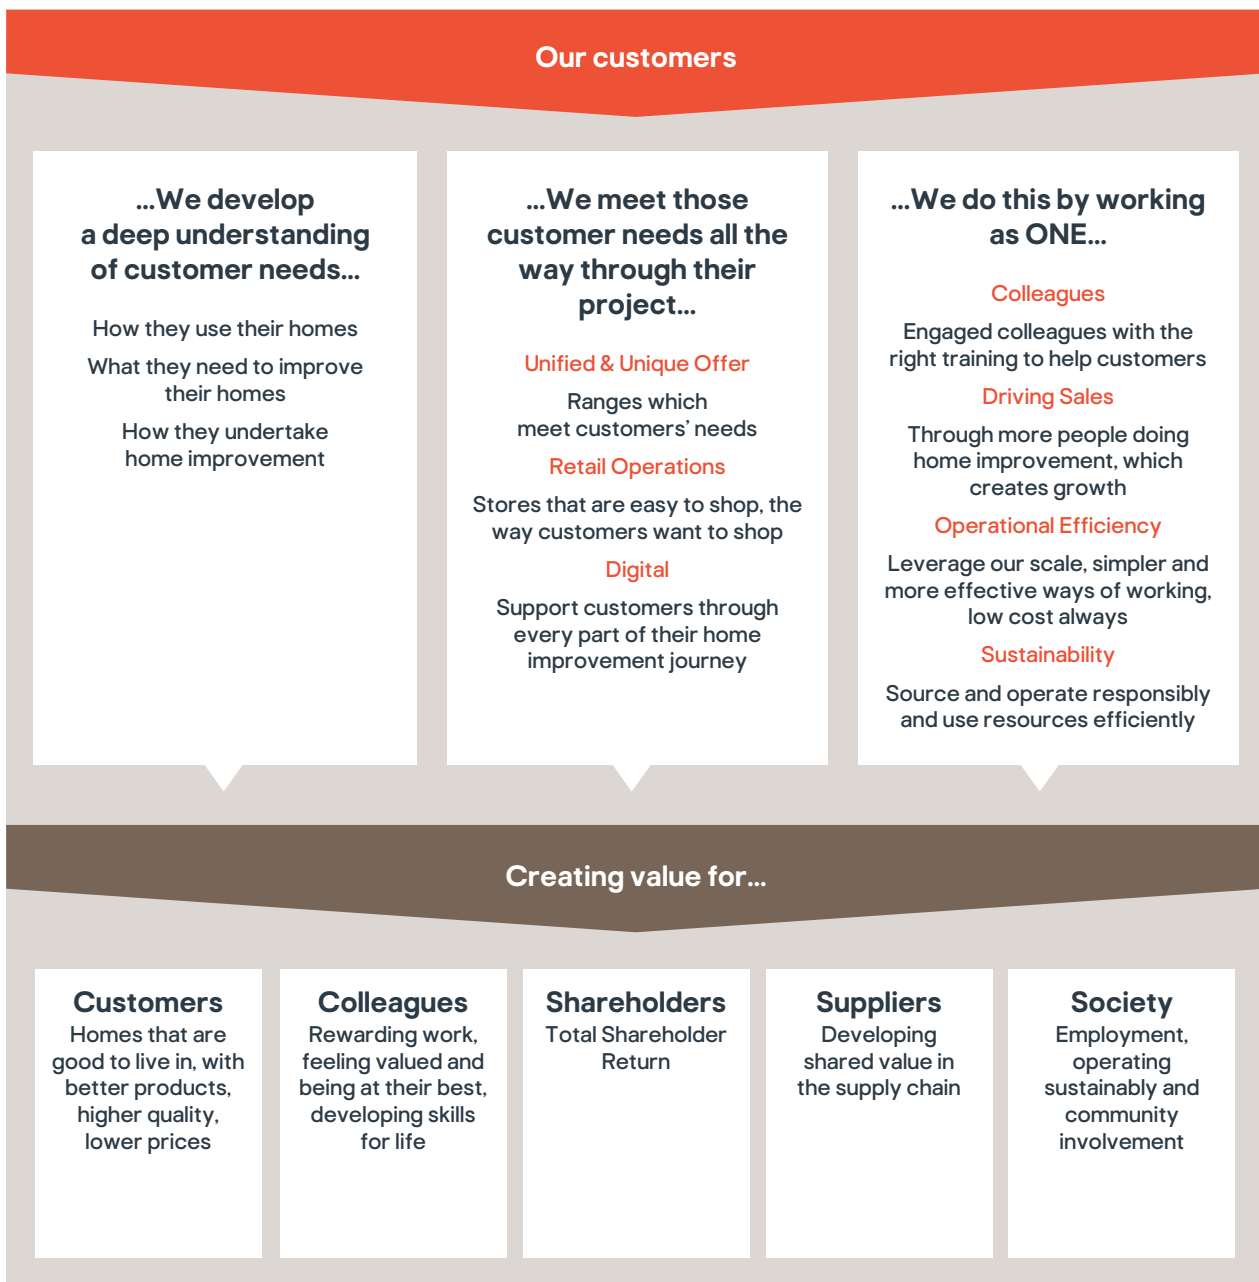 Our customers
...We develop
a deep understanding
of customer needs...
How they use their homes
What they need to improve
their homes
How they undertake
home improvement
...We meet those
customer needs all the
way through their
project...
Unified & Unique Offer
Ranges which
meet customers’ needs
Retail Operations
Stores that are easy to shop, the
way customers want to shop
Digital
Support customers through
every part of their home
improvement journey
...We do this by working
as ONE...
Colleagues
Engaged colleagues with the
right training to help customers
Driving Sales
Through more people doing
home improvement, which
creates growth
Operational Efficiency
Leverage our scale, simpler and
more effective ways of working,
low cost always
Sustainability
Source and operate responsibly
and use resources efficiently
Creating value for...
Customers
Homes that are
good to live in, with
better products,
higher quality,
lower prices
Colleagues
Rewarding work,
feeling valued and
being at their best,
developing skills
for life
Shareholders
Total Shareholder
Return
Suppliers
Developing
shared value in
the supply chain
Society
Employment,
operating
sustainably and
community
involvement